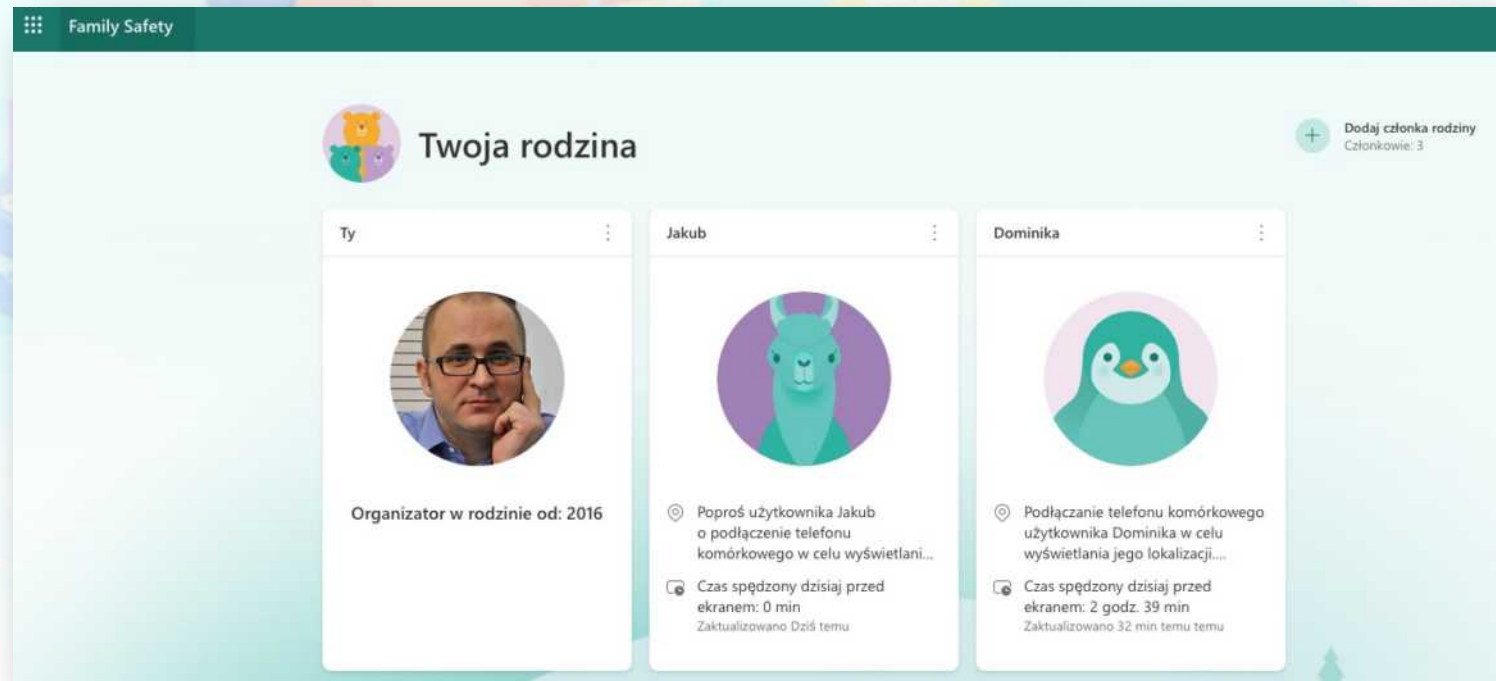 Family Safety
Twoja rodzina
Dodaj członka rodziny
Członkowie: 3
Ty
Organizator w rodzinie od: 2016
Jakub
Poproś użytkownika Jakub
o podłączenie telefonu
komórkowego w celu wyświetlani...
Czas spędzony dzisiaj przed
ekranem: 0 min
Zaktualizowano Dziś temu
Dominika
Podłączanie telefonu komórkowego
użytkownika Dominika w celu
wyświetlania jego lokalizacji....
Czas spędzony dzisiaj przed
ekranem: 2 godz. 39 min
Zaktualizowano 32 min temu temu